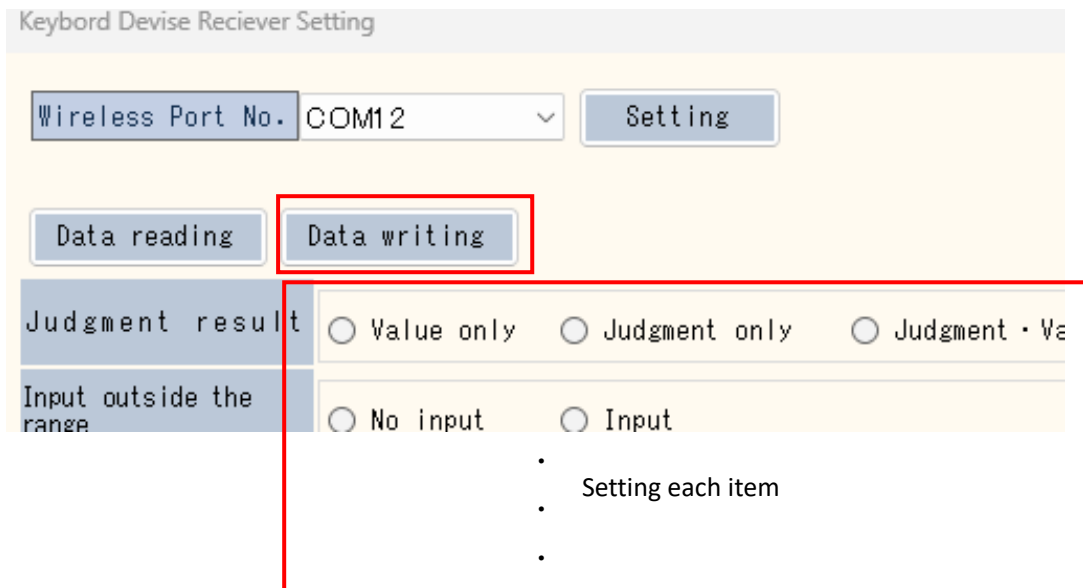 Keybord Devise Reciever Setting
Wireless Port No. COM12 Setting
Data reading Data writing
Judgment result Value only Judgment only Judgment・Va
Input outside the
range No input Input
Setting each item